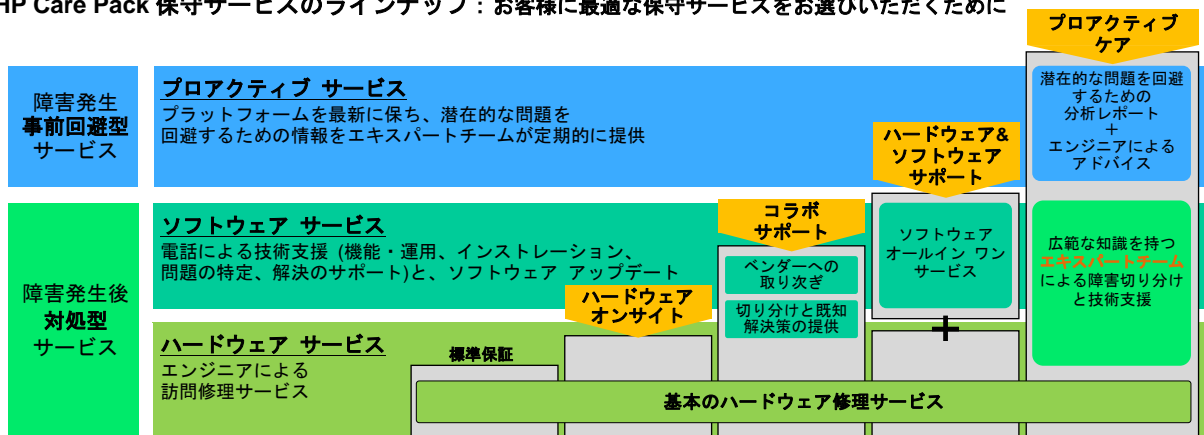 HP Care Pack 保守サービスのラインナップ：お客様に最適な保守サービスをお選びいただくために
プロアクティブ
ケア
障害発生
事前回避型
サービス
プロアクティブ サービス
プラットフォームを最新に保ち、潜在的な問題を
回避するための情報をエキスパートチームが定期的に提供
潜在的な問題を回避
するための
分析レポート
＋
エンジニアによる
アドバイス
ハードウェア&
ソフトウェア
サポート
障害発生後
対処型
サービス
ソフトウェア サービス
電話による技術支援 (機能・運用、インストレーション、
問題の特定、解決のサポート)と、ソフトウェア アップデート
コラボ
サポート
ベンダーへの
取り次ぎ
切り分けと既知
解決策の提供
ソフトウェア
オールイン ワン
サービス
広範な知識を持つ
エキスパートチーム
による障害切り分け
と技術支援
ハードウェア
オンサイト
+
ハードウェア サービス
エンジニアによる
訪問修理サービス
標準保証
基本のハードウェア修理サービス